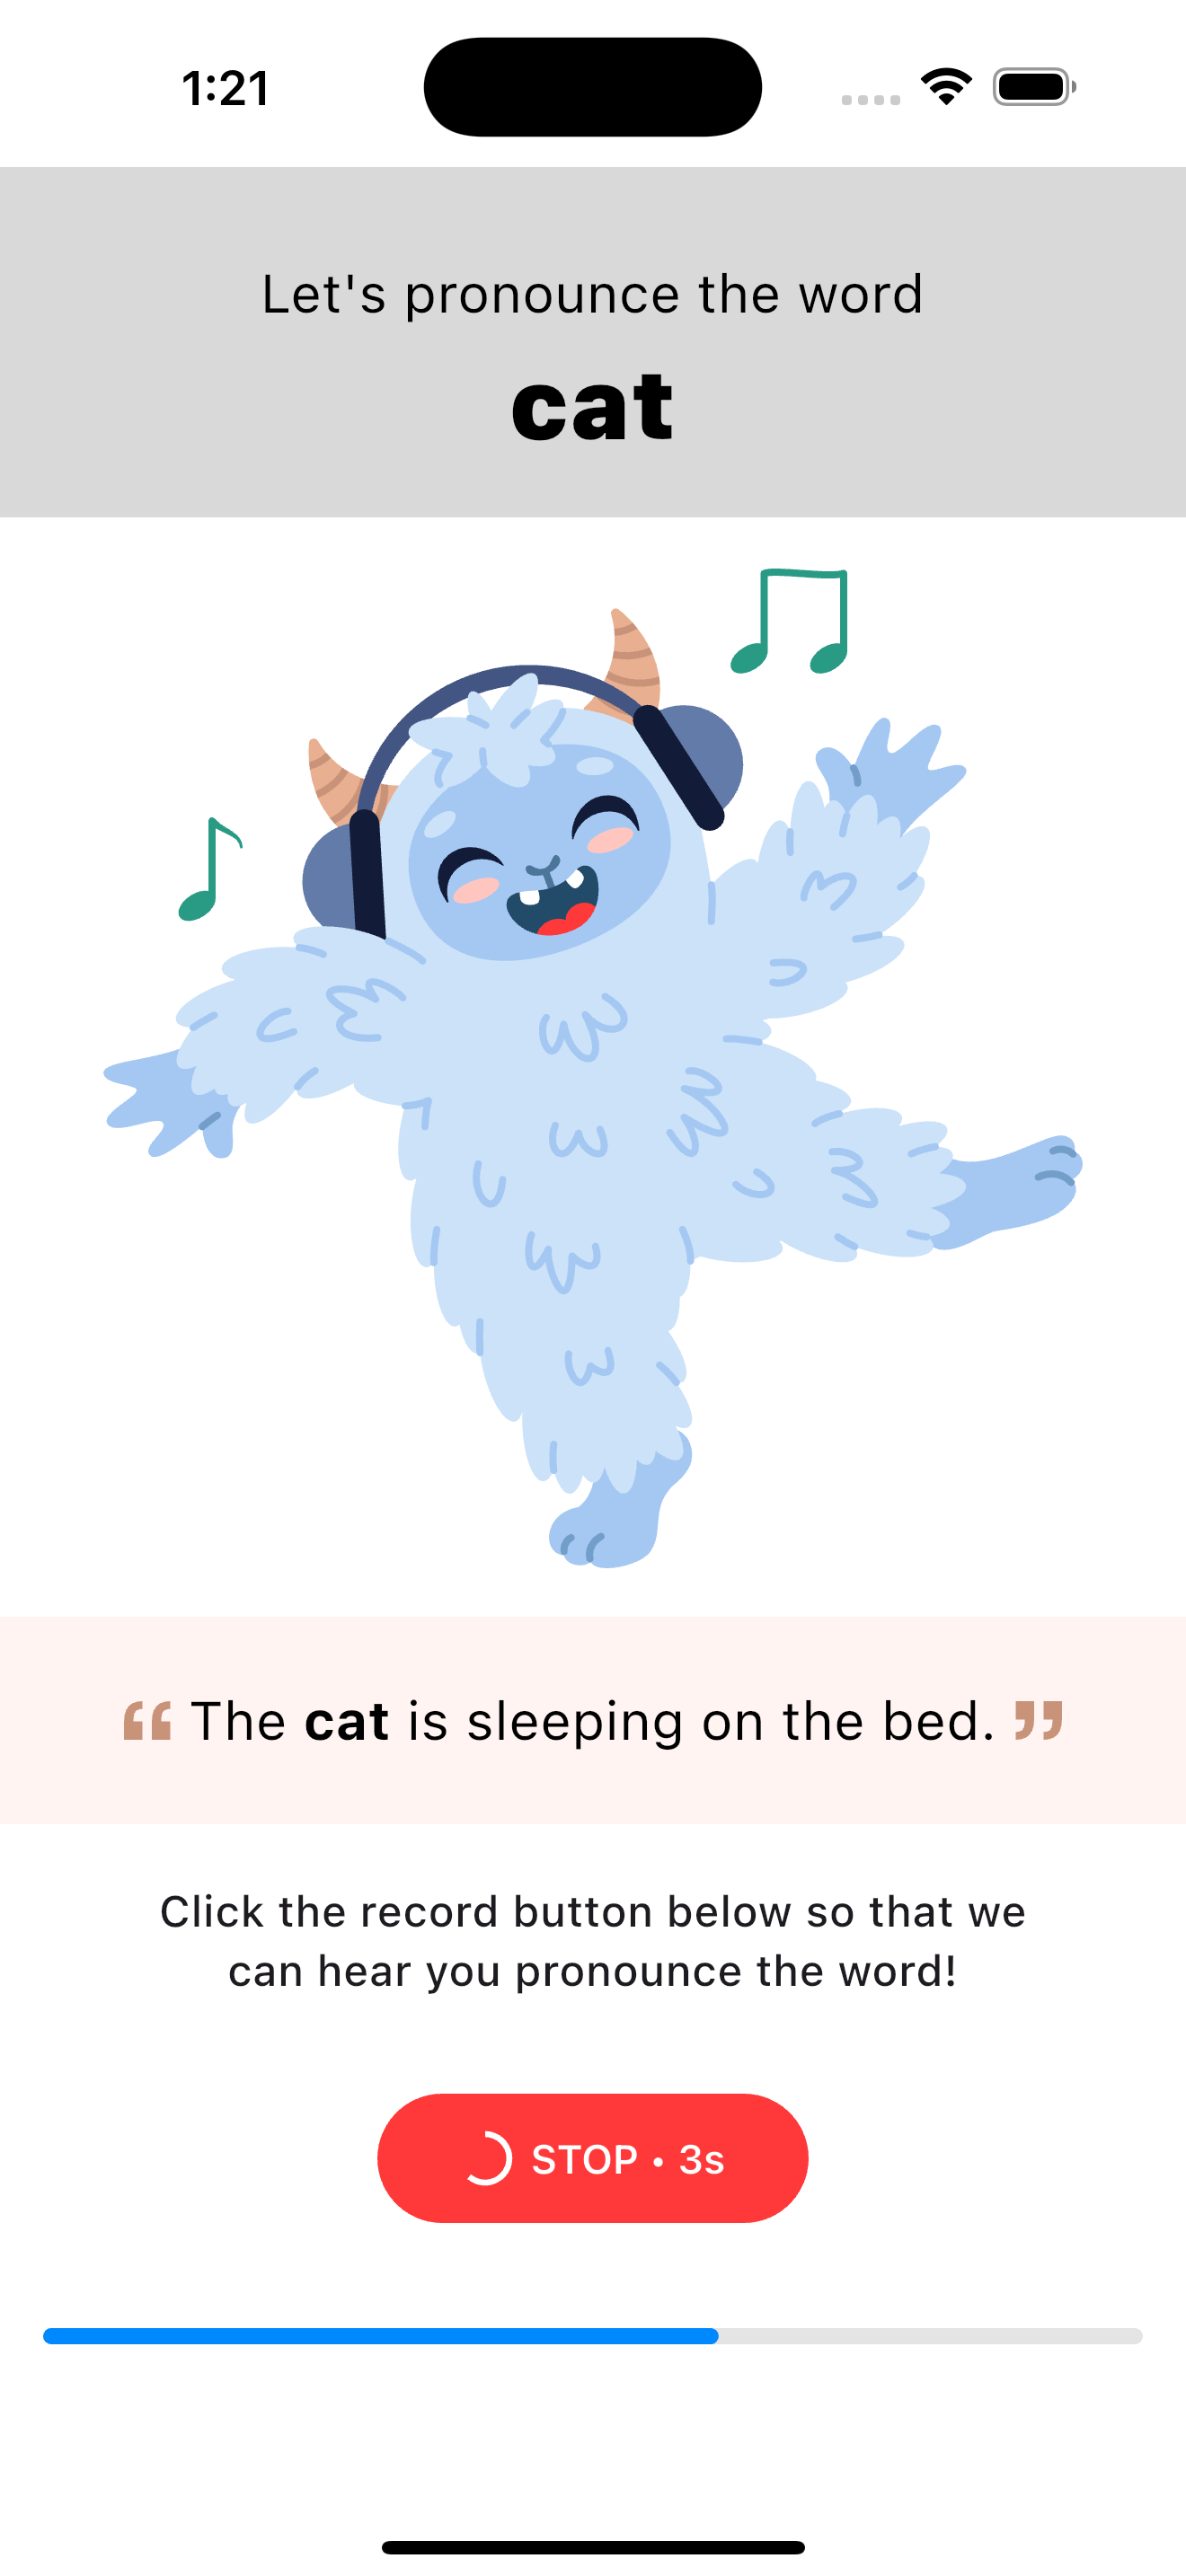 1:21
Let's pronounce the word
cat
“ The cat is sleeping on the bed. ”
Click the record button below so that we
can hear you pronounce the word!
STOP • 3s